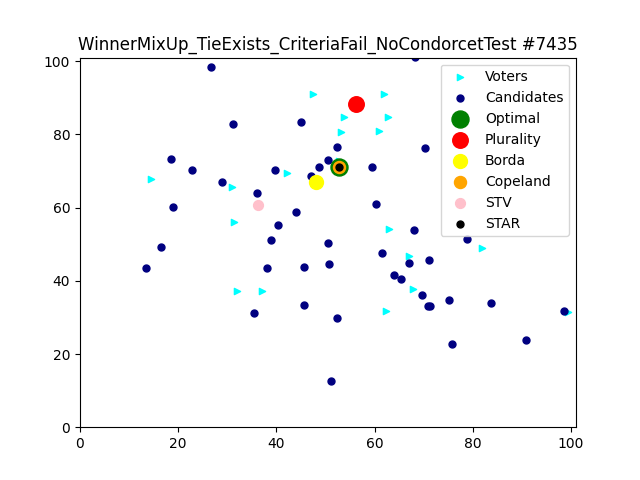 WinnerMixUp_TieExists_CriteriaFail_NoCondorcetTest #7435
100
80
60
40
20
0
0 20 40 60 80 100
Voters
Candidates
Optimal
Plurality
Borda
Copeland
STV
STAR